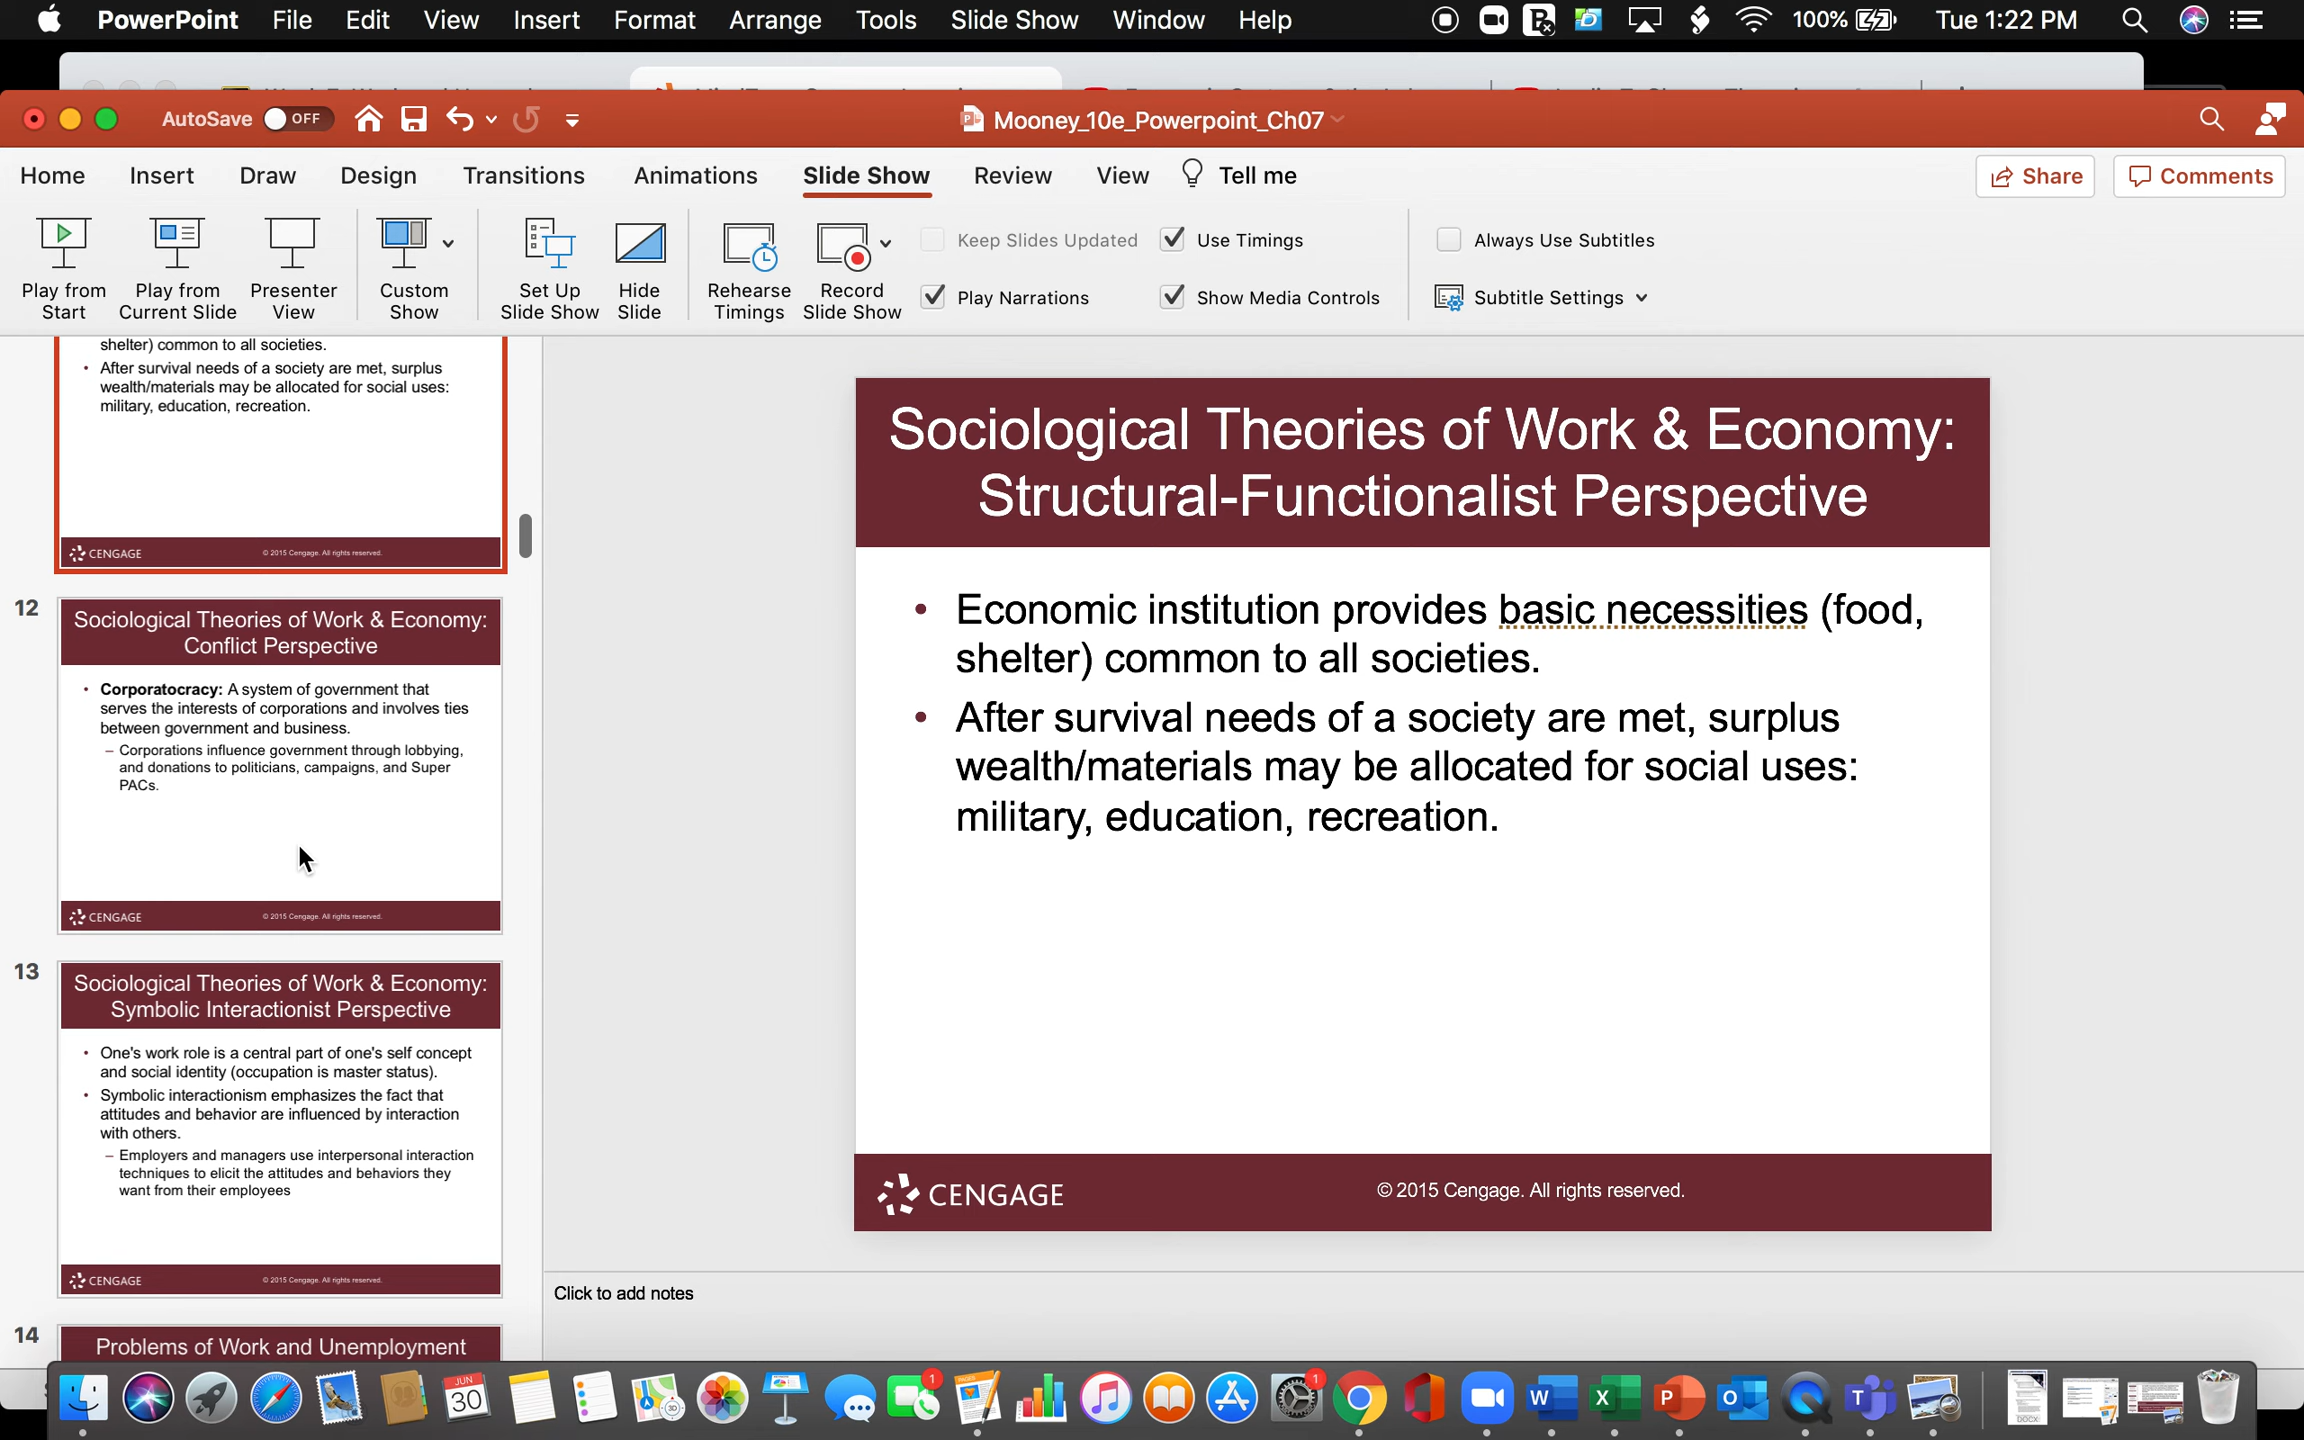 PowerPoint File Edit View Insert Format Arrange Tools Slide Show Window Help 100% Tue 1:22 PM
AutoSave OFF Mooney_10e_Powerpoint_Ch07
Home Insert Draw Design Transitions Animations Slide Show Review View Tell me Share Comments
Play from Start
Play from Current Slide
Presenter View
Custom Show
Set Up Slide Show
Hide Slide
Rehearse Timings
Record Slide Show
Keep Slides Updated
Play Narrations
Use Timings
Show Media Controls
Always Use Subtitles
Subtitle Settings
shelter) common to all societies.
• After survival needs of a society are met, surplus
wealth/materials may be allocated for social uses:
military, education, recreation.
CENGAGE © 2015 Cengage. All rights reserved.
12
Sociological Theories of Work & Economy:
Conflict Perspective
• Corporatocracy: A system of government that
serves the interests of corporations and involves ties
between government and business.
– Corporations influence government through lobbying,
and donations to politicians, campaigns, and Super
PACs.
CENGAGE © 2015 Cengage. All rights reserved.
13
Sociological Theories of Work & Economy:
Symbolic Interactionist Perspective
• One's work role is a central part of one's self concept
and social identity (occupation is master status).
• Symbolic interactionism emphasizes the fact that
attitudes and behavior are influenced by interaction
with others.
– Employers and managers use interpersonal interaction
techniques to elicit the attitudes and behaviors they
want from their employees
CENGAGE © 2015 Cengage. All rights reserved.
14
Problems of Work and Unemployment
Sociological Theories of Work & Economy:
Structural-Functionalist Perspective
• Economic institution provides basic necessities (food,
shelter) common to all societies.
• After survival needs of a society are met, surplus
wealth/materials may be allocated for social uses:
military, education, recreation.
CENGAGE © 2015 Cengage. All rights reserved.
Click to add notes
JUN
30
1
PAGES
1
W
X
P
O
T
DOCX